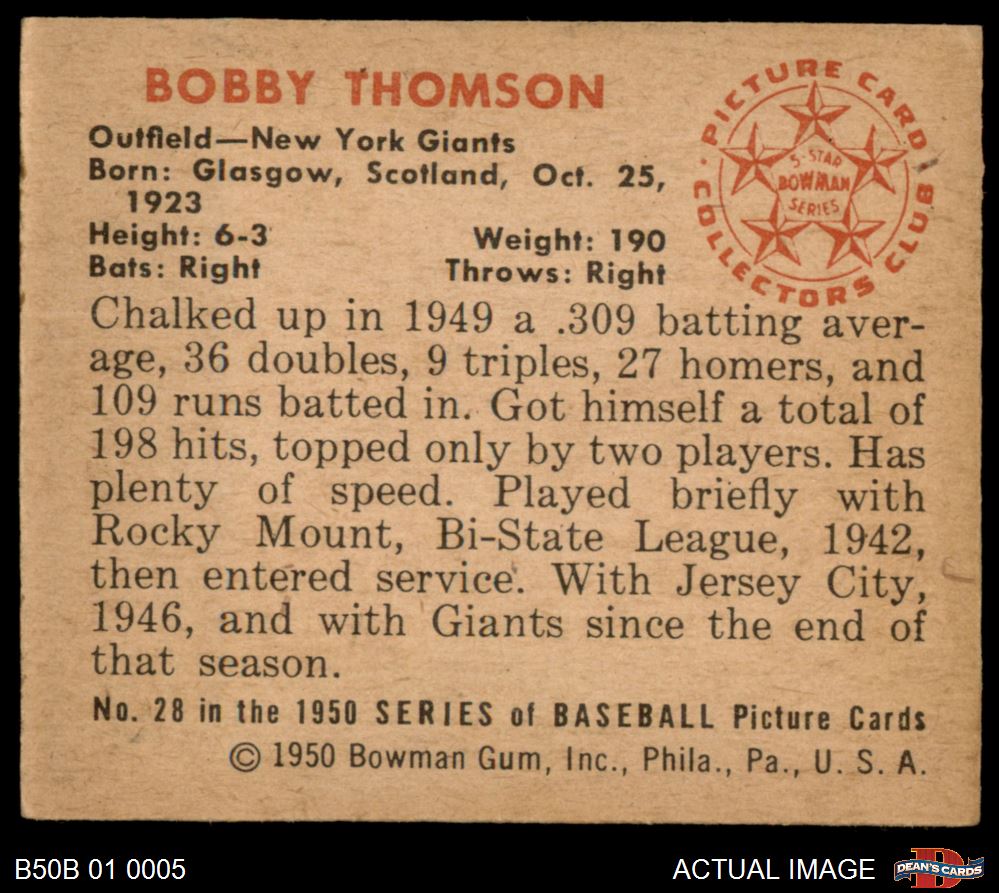 BOBBY THOMSON
Outfield—New York Giants
Born: Glasgow, Scotland, Oct. 25,
1923
Height: 6-3 Weight: 190
Bats: Right Throws: Right
PICTURE CARD
COLLECTORS CLUB
5-STAR
BOWMAN
SERIES
Chalked up in 1949 a .309 batting aver-
age, 36 doubles, 9 triples, 27 homers, and
109 runs batted in. Got himself a total of
198 hits, topped only by two players. Has
plenty of speed. Played briefly with
Rocky Mount, Bi-State League, 1942,
then entered service. With Jersey City,
1946, and with Giants since the end of
that season.
No. 28 in the 1950 SERIES of BASEBALL Picture Cards
© 1950 Bowman Gum, Inc., Phila., Pa., U. S. A.
B50B 01 0005
ACTUAL IMAGE
D
DEAN'S CARDS